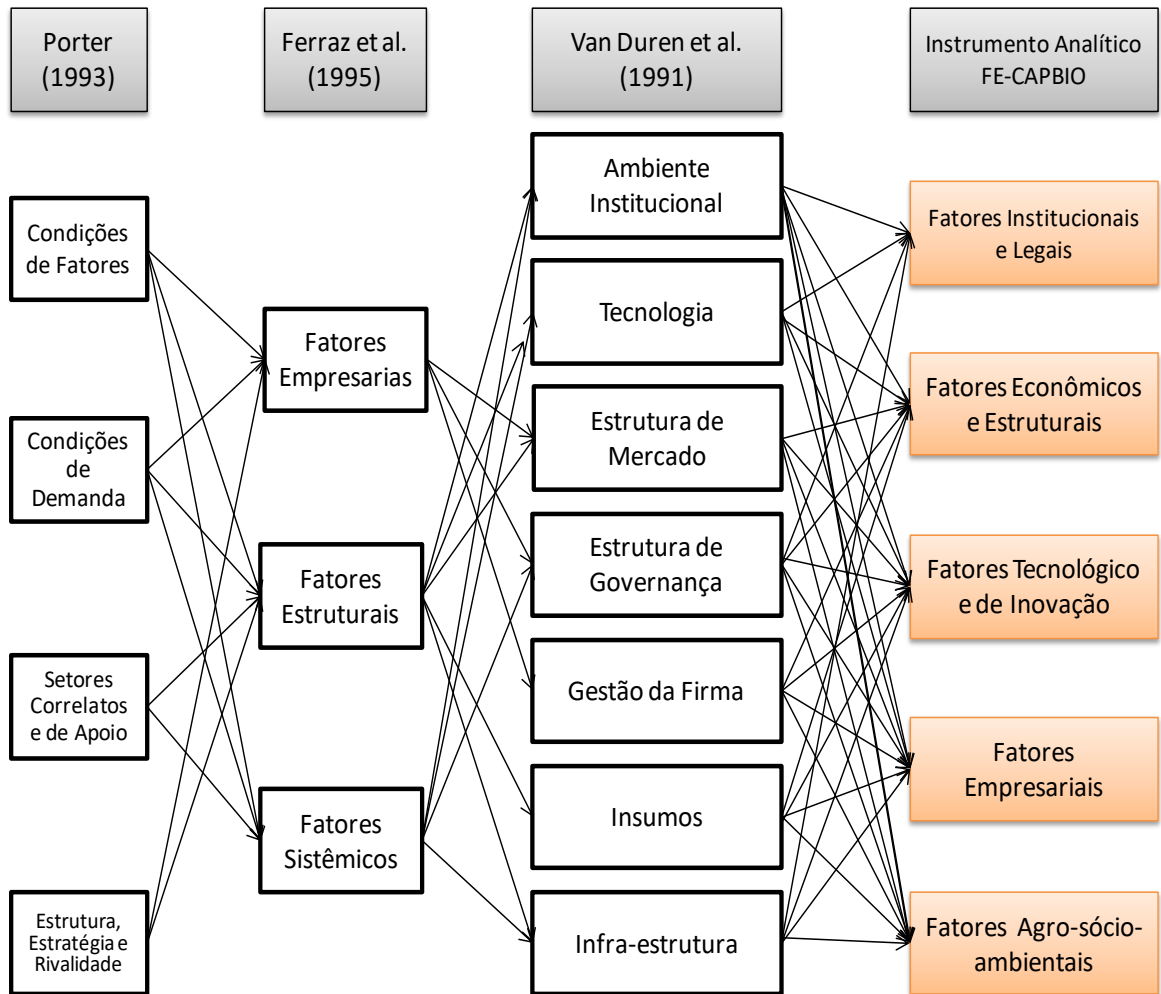 Porter
(1993)
Ferraz et al.
(1995)
Van Duren et al.
(1991)
Instrumento Analítico
FE-CAPBIO
Condições
de Fatores
Condições
de
Demanda
Setores
Correlatos
e de Apoio
Estrutura,
Estratégia e
Rivalidade
Fatores
Empresarias
Fatores
Estruturais
Fatores
Sistêmicos
Ambiente
Institucional
Tecnologia
Estrutura de
Mercado
Estrutura de
Governança
Gestão da Firma
Insumos
Infra-estrutura
Fatores Institucionais
e Legais
Fatores Econômicos
e Estruturais
Fatores Tecnológico
e de Inovação
Fatores
Empresariais
Fatores Agro-sócio-
ambientais